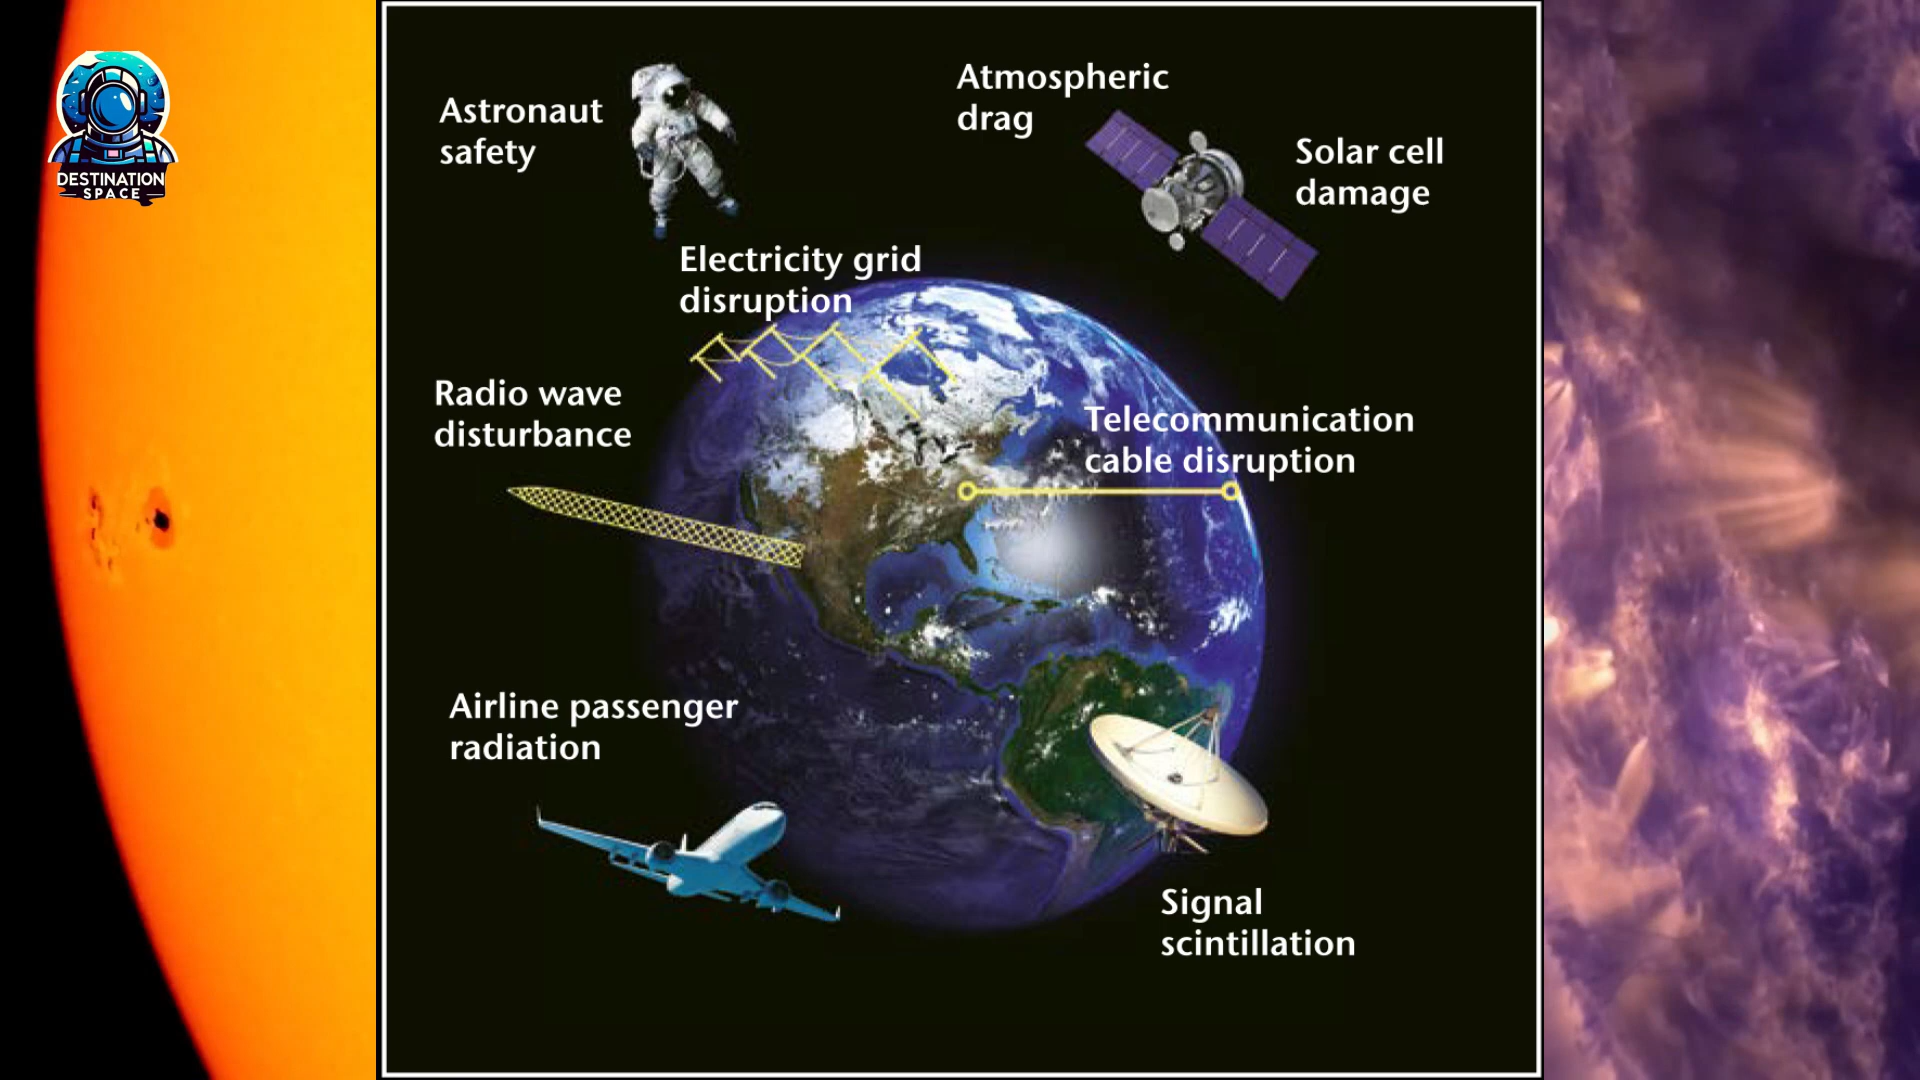 DESTINATION
SPACE
Astronaut
safety
Atmospheric
drag
Solar cell
damage
Electricity grid
disruption
Radio wave
disturbance
Telecommunication
cable disruption
Airline passenger
radiation
Signal
scintillation